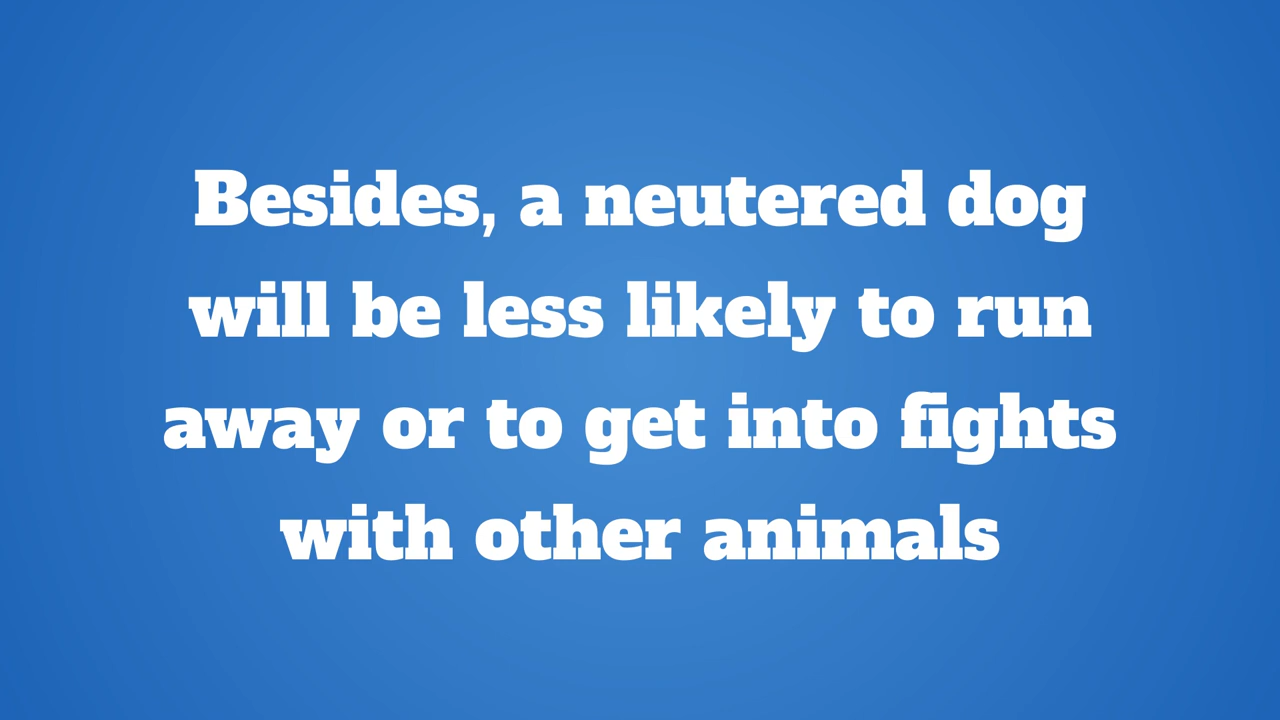 Besides, a neutered dog
will be less likely to run
away or to get into fights
with other animals